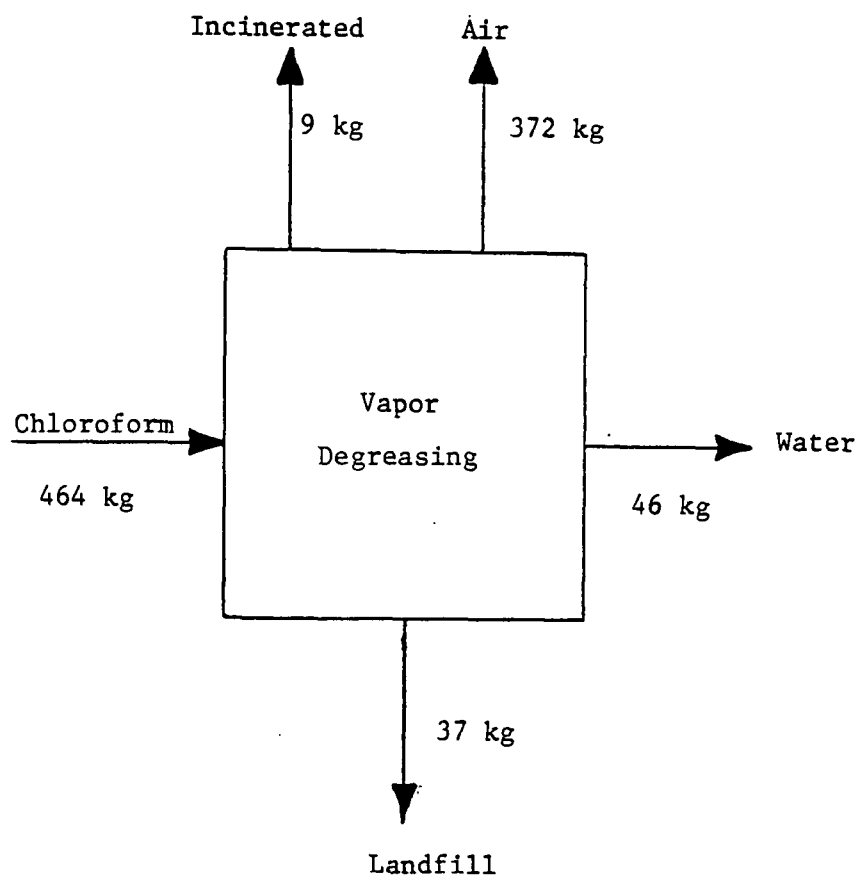 Incinerated
Air
9 kg
372 kg
Vapor
Degreasing
Chloroform
464 kg
Water
46 kg
37 kg
Landfill